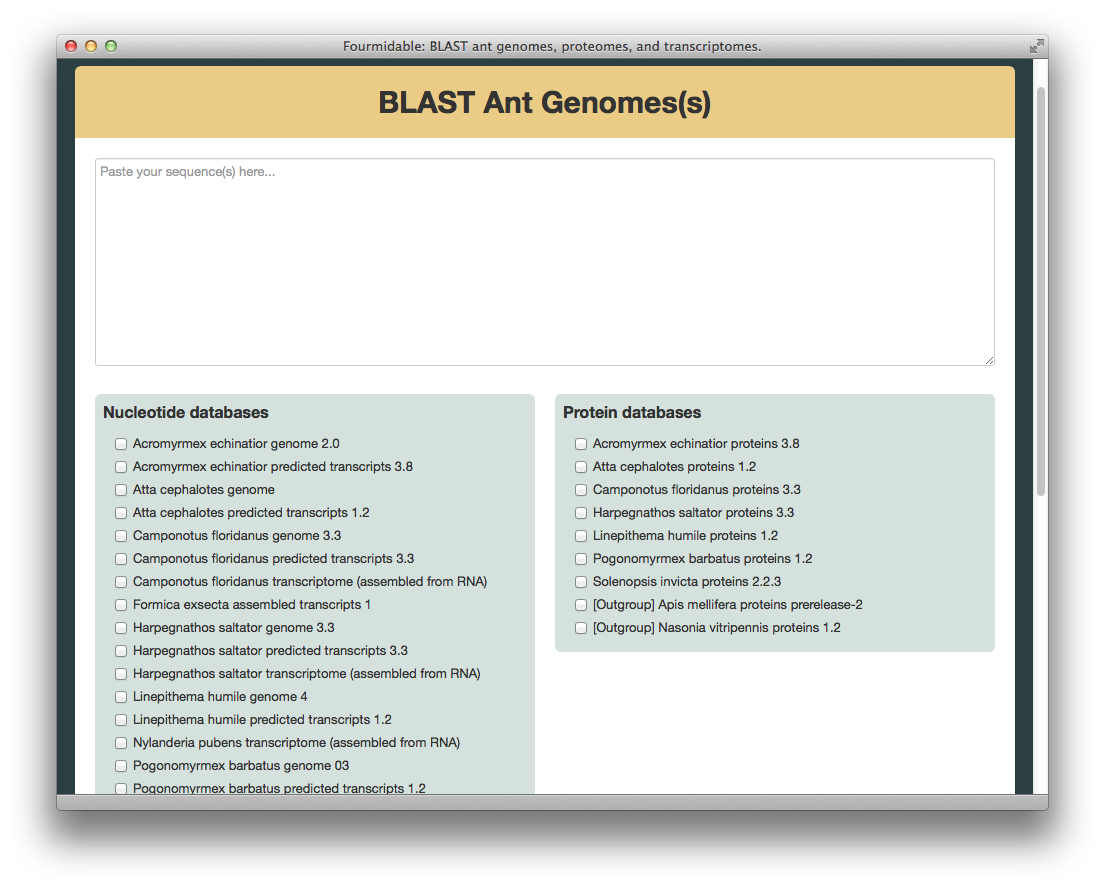 Fourmidable: BLAST ant genomes, proteomes, and transcriptomes.
BLAST Ant Genomes(s)
Paste your sequence(s) here...
Nucleotide databases
Acromyrmex echinatior genome 2.0
Acromyrmex echinatior predicted transcripts 3.8
Atta cephalotes genome
Atta cephalotes predicted transcripts 1.2
Camponotus floridanus genome 3.3
Camponotus floridanus predicted transcripts 3.3
Camponotus floridanus transcriptome (assembled from RNA)
Formica exsecta assembled transcripts 1
Harpegnathos saltator genome 3.3
Harpegnathos saltator predicted transcripts 3.3
Harpegnathos saltator transcriptome (assembled from RNA)
Linepithema humile genome 4
Linepithema humile predicted transcripts 1.2
Nylanderia pubens transcriptome (assembled from RNA)
Pogonomyrmex barbatus genome 03
Pogonomyrmex barbatus predicted transcripts 1.2
Protein databases
Acromyrmex echinatior proteins 3.8
Atta cephalotes proteins 1.2
Camponotus floridanus proteins 3.3
Harpegnathos saltator proteins 3.3
Linepithema humile proteins 1.2
Pogonomyrmex barbatus proteins 1.2
Solenopsis invicta proteins 2.2.3
[Outgroup] Apis mellifera proteins prerelease-2
[Outgroup] Nasonia vitripennis proteins 1.2